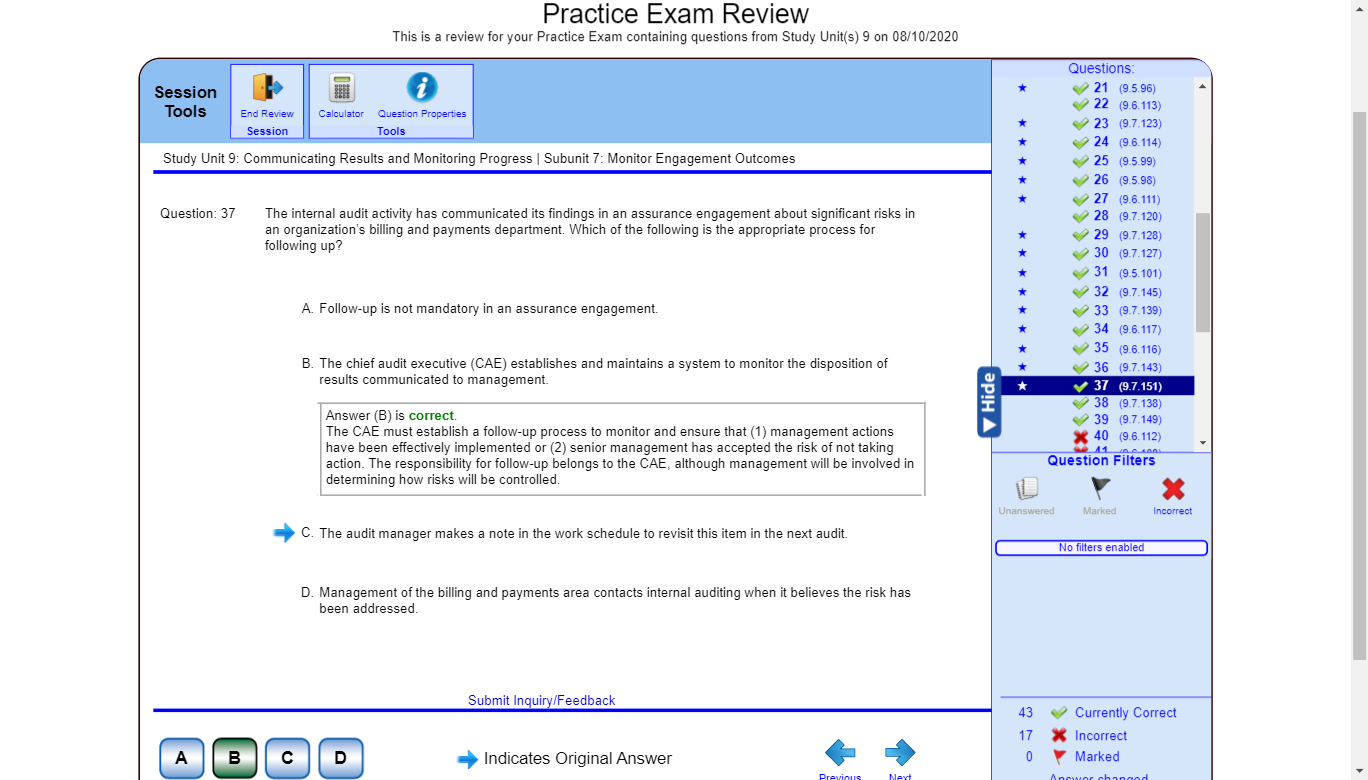 Practice Exam Review
This is a review for your Practice Exam containing questions from Study Unit(s) 9 on 08/10/2020
Session
Tools
End Review
Session
Calculator
Question Properties
Tools
Study Unit 9: Communicating Results and Monitoring Progress | Subunit 7: Monitor Engagement Outcomes
Question: 37
The internal audit activity has communicated its findings in an assurance engagement about significant risks in
an organization's billing and payments department. Which of the following is the appropriate process for
following up?
A. Follow-up is not mandatory in an assurance engagement.
B. The chief audit executive (CAE) establishes and maintains a system to monitor the disposition of
results communicated to management.
Answer (B) is correct.
The CAE must establish a follow-up process to monitor and ensure that (1) management actions
have been effectively implemented or (2) senior management has accepted the risk of not taking
action. The responsibility for follow-up belongs to the CAE, although management will be involved in
determining how risks will be controlled.
C. The audit manager makes a note in the work schedule to revisit this item in the next audit.
D. Management of the billing and payments area contacts internal auditing when it believes the risk has
been addressed.
Submit Inquiry/Feedback
A
B
C
D
Indicates Original Answer
Previous
Next
Questions:
21 (9.5.96)
22 (9.6.113)
23 (9.7.123)
24 (9.6.114)
25 (9.5.99)
26 (9.5.98)
27 (9.6.111)
28 (9.7.120)
29 (9.7.128)
30 (9.7.127)
31 (9.5.101)
32 (9.7.145)
33 (9.7.139)
34 (9.6.117)
35 (9.6.116)
36 (9.7.143)
37 (9.7.151)
38 (9.7.138)
39 (9.7.149)
40 (9.6.112)
41
Hide
Question Filters
Unanswered
Marked
Incorrect
No filters enabled
43 Currently Correct
17 Incorrect
0 Marked
Answer changed